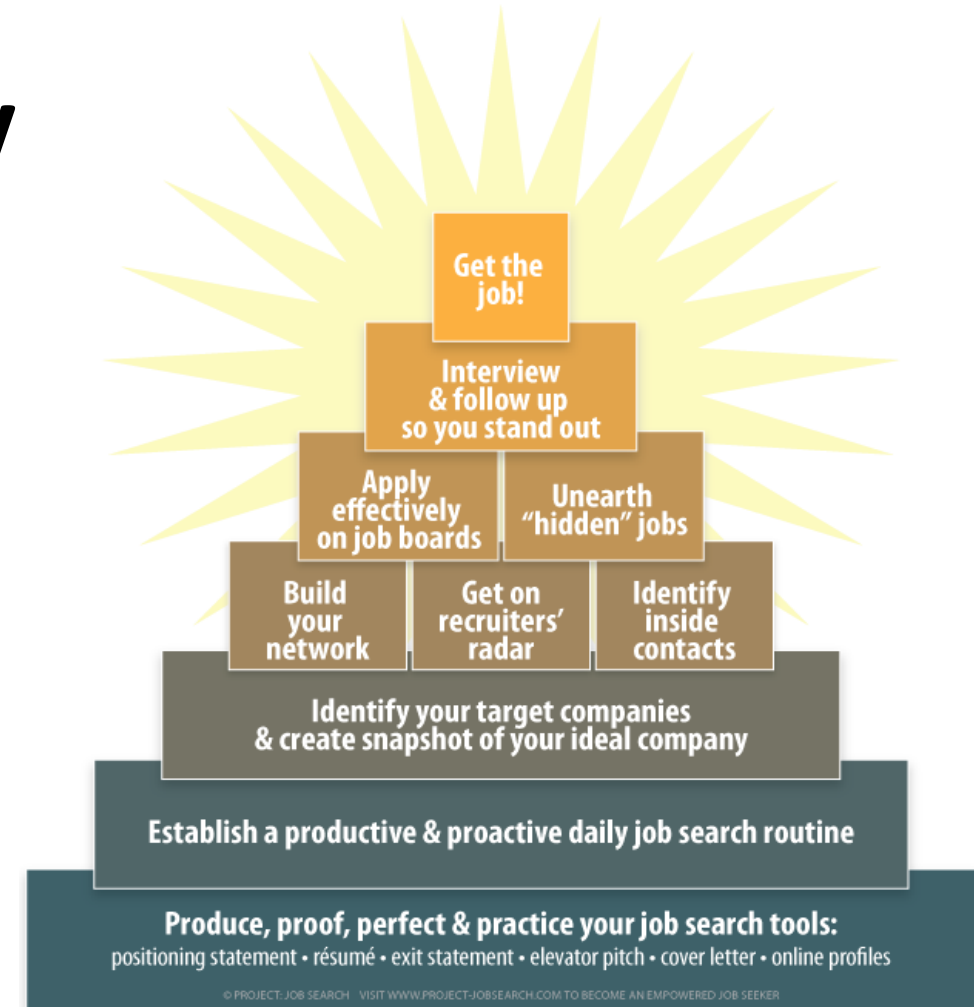 Get the
job!
Interview
& follow up
so you stand out
Apply
effectively
on job boards
Unearth
“hidden” jobs
Build
your
network
Get on
recruiters’
radar
Identify
inside
contacts
Identify your target companies
& create snapshot of your ideal company
Establish a productive & proactive daily job search routine
Produce, proof, perfect & practice your job search tools:
positioning statement • résumé • exit statement • elevator pitch • cover letter • online profiles
© PROJECT: JOB SEARCH VISIT WWW.PROJECT-JOBSEARCH.COM TO BECOME AN EMPOWERED JOB SEEKER